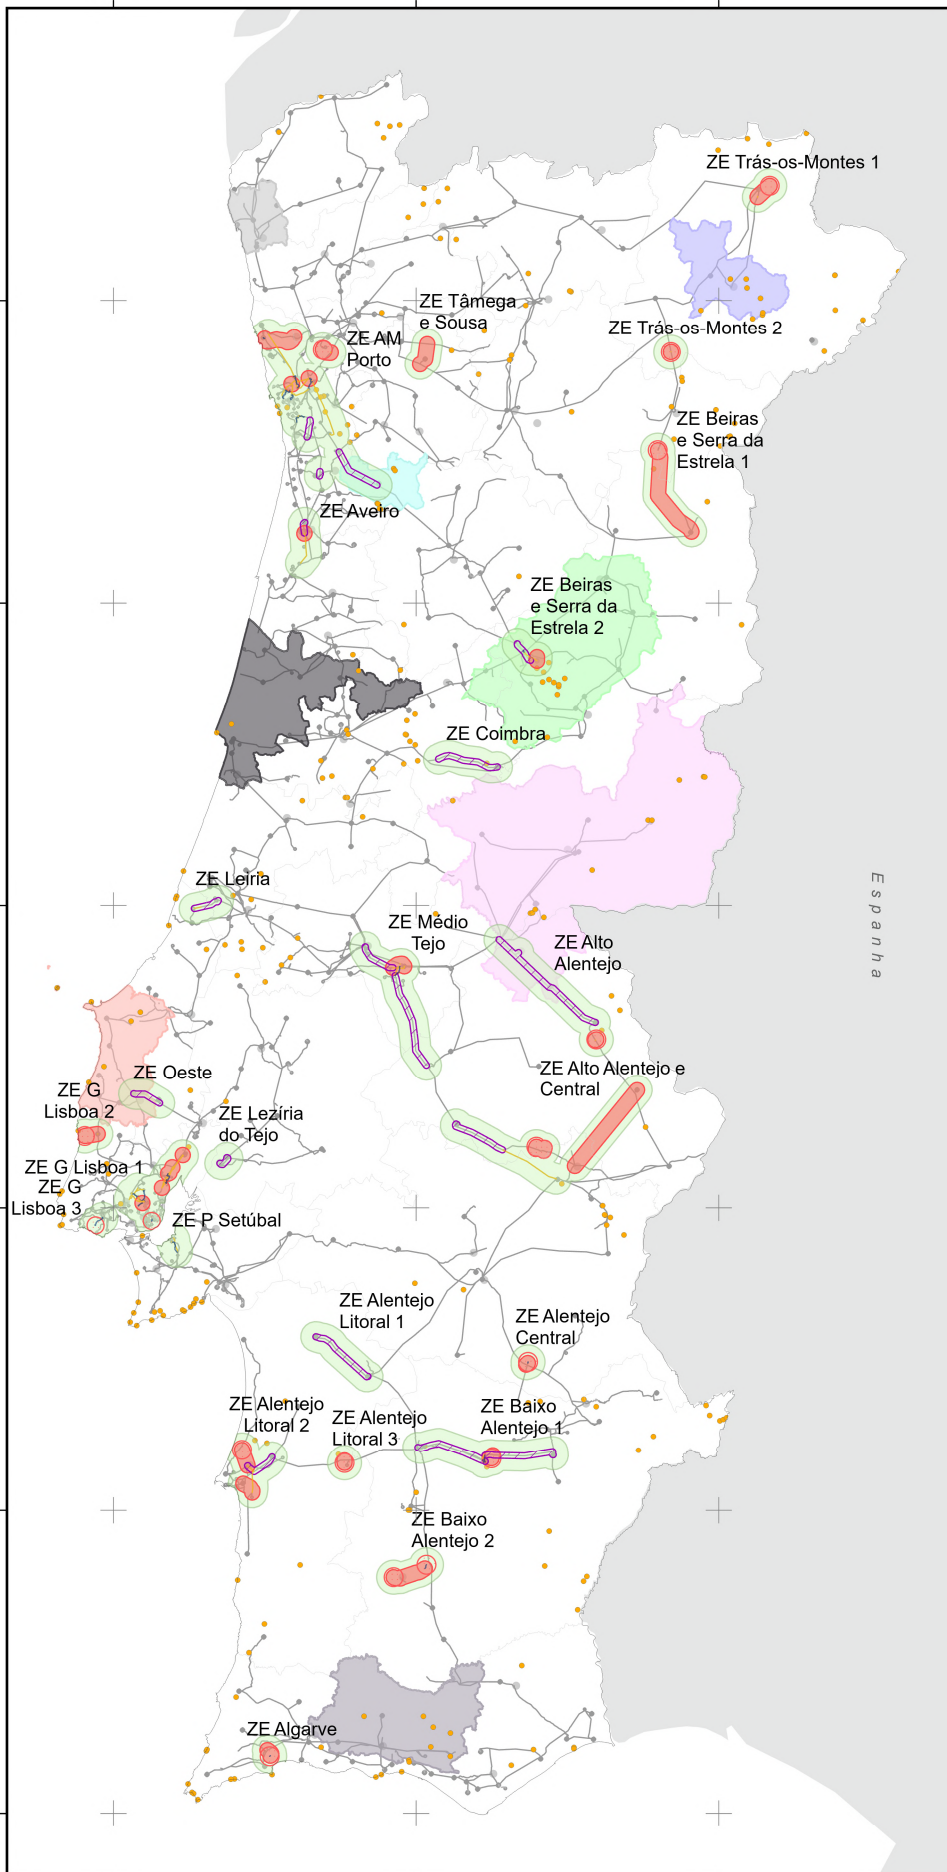 ZE Trás-os-Montes 1
ZE Tâmega
e Sousa
ZE Trás-os-Montes 2
ZE AM
Porto
ZE Beiras
e Serra da
Estrela 1
ZE Aveiro
ZE Beiras
e Serra da
Estrela 2
ZE Coimbra
ZE Leiria
Espanha
ZE Médio
Tejo
ZE Alto
Alentejo
ZE Oeste
ZE Alto Alentejo e
Central
ZE G
Lisboa 2
ZE Lezíria
do Tejo
ZE G Lisboa 1
ZE G
Lisboa 3
ZE P Setúbal
ZE Alentejo
Litoral 1
ZE Alentejo
Central
ZE Alentejo
Litoral 2
ZE Alentejo
Litoral 3
ZE Baixo
Alentejo 1
ZE Baixo
Alentejo 2
ZE Algarve